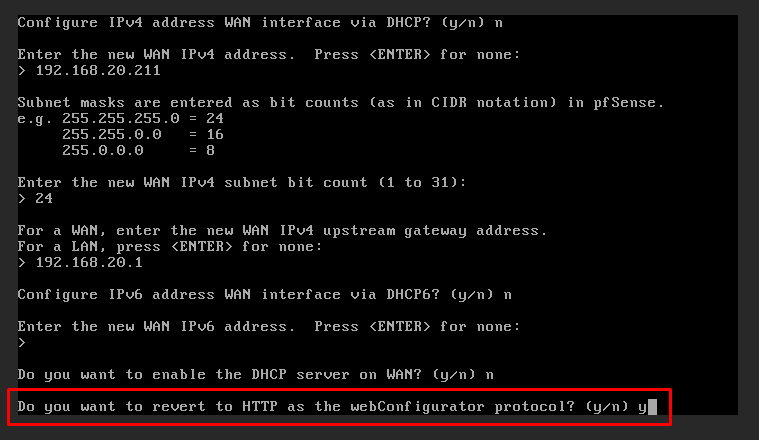 Configure IPv4 address WAN interface via DHCP? (y/n) n
Enter the new WAN IPv4 address.  Press <ENTER> for none:
> 192.168.20.211
Subnet masks are entered as bit counts (as in CIDR notation) in pfSense.
e.g. 255.255.255.0 = 24
     255.255.0.0   = 16
     255.0.0.0     = 8
Enter the new WAN IPv4 subnet bit count (1 to 31):
> 24
For a WAN, enter the new WAN IPv4 upstream gateway address.
For a LAN, press <ENTER> for none:
> 192.168.20.1
Configure IPv6 address WAN interface via DHCP6? (y/n) n
Enter the new WAN IPv6 address.  Press <ENTER> for none:
>
Do you want to enable the DHCP server on WAN? (y/n) n
Do you want to revert to HTTP as the webConfigurator protocol? (y/n) y